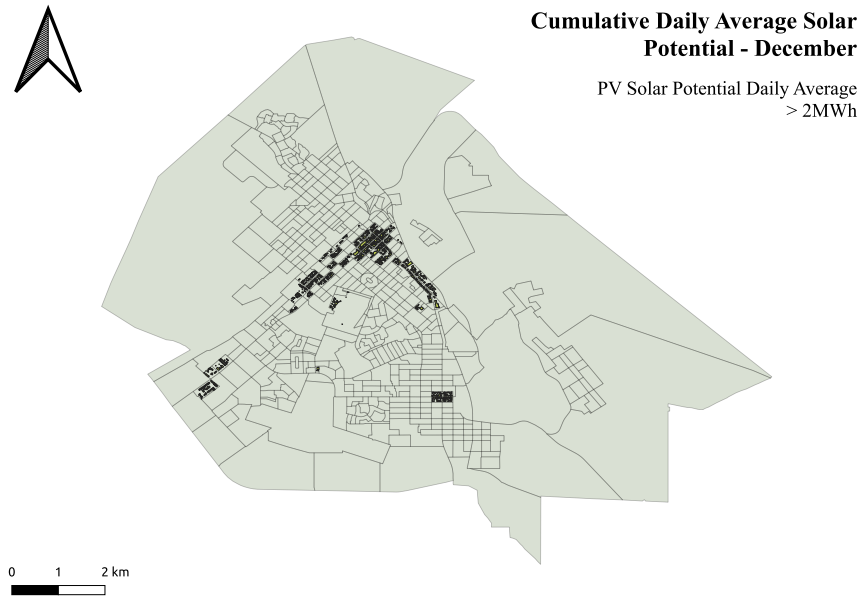 Cumulative Daily Average Solar
Potential - December
PV Solar Potential Daily Average
> 2MWh
0 1 2 km